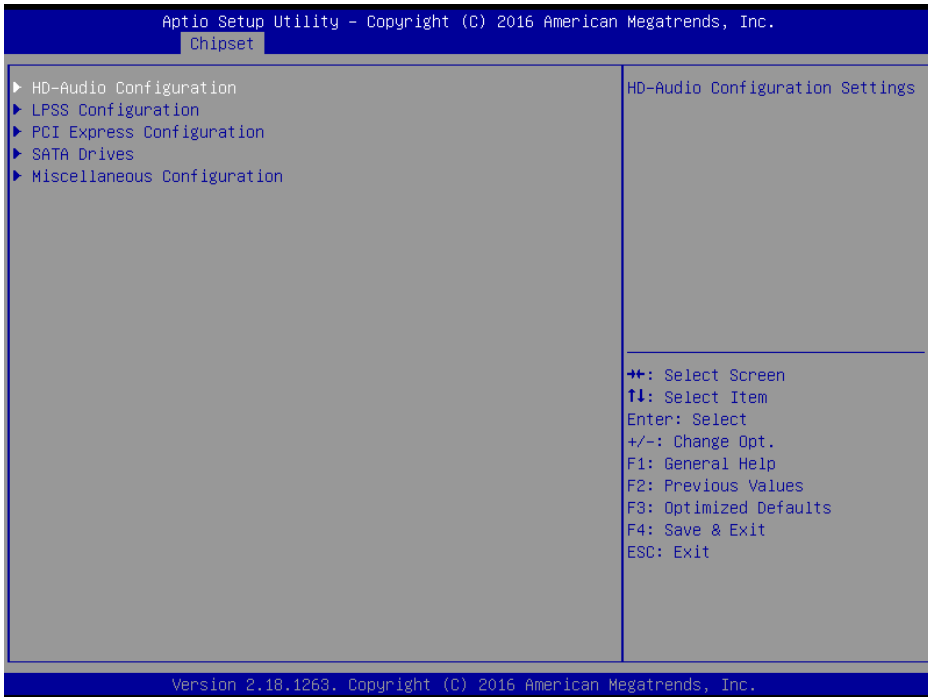 Aptio Setup Utility – Copyright (C) 2016 American Megatrends, Inc.
Chipset
HD-Audio Configuration
LPSS Configuration
PCI Express Configuration
SATA Drives
Miscellaneous Configuration
HD-Audio Configuration Settings
→←: Select Screen
↑↓: Select Item
Enter: Select
+/-: Change Opt.
F1: General Help
F2: Previous Values
F3: Optimized Defaults
F4: Save & Exit
ESC: Exit
Version 2.18.1263. Copyright (C) 2016 American Megatrends, Inc.